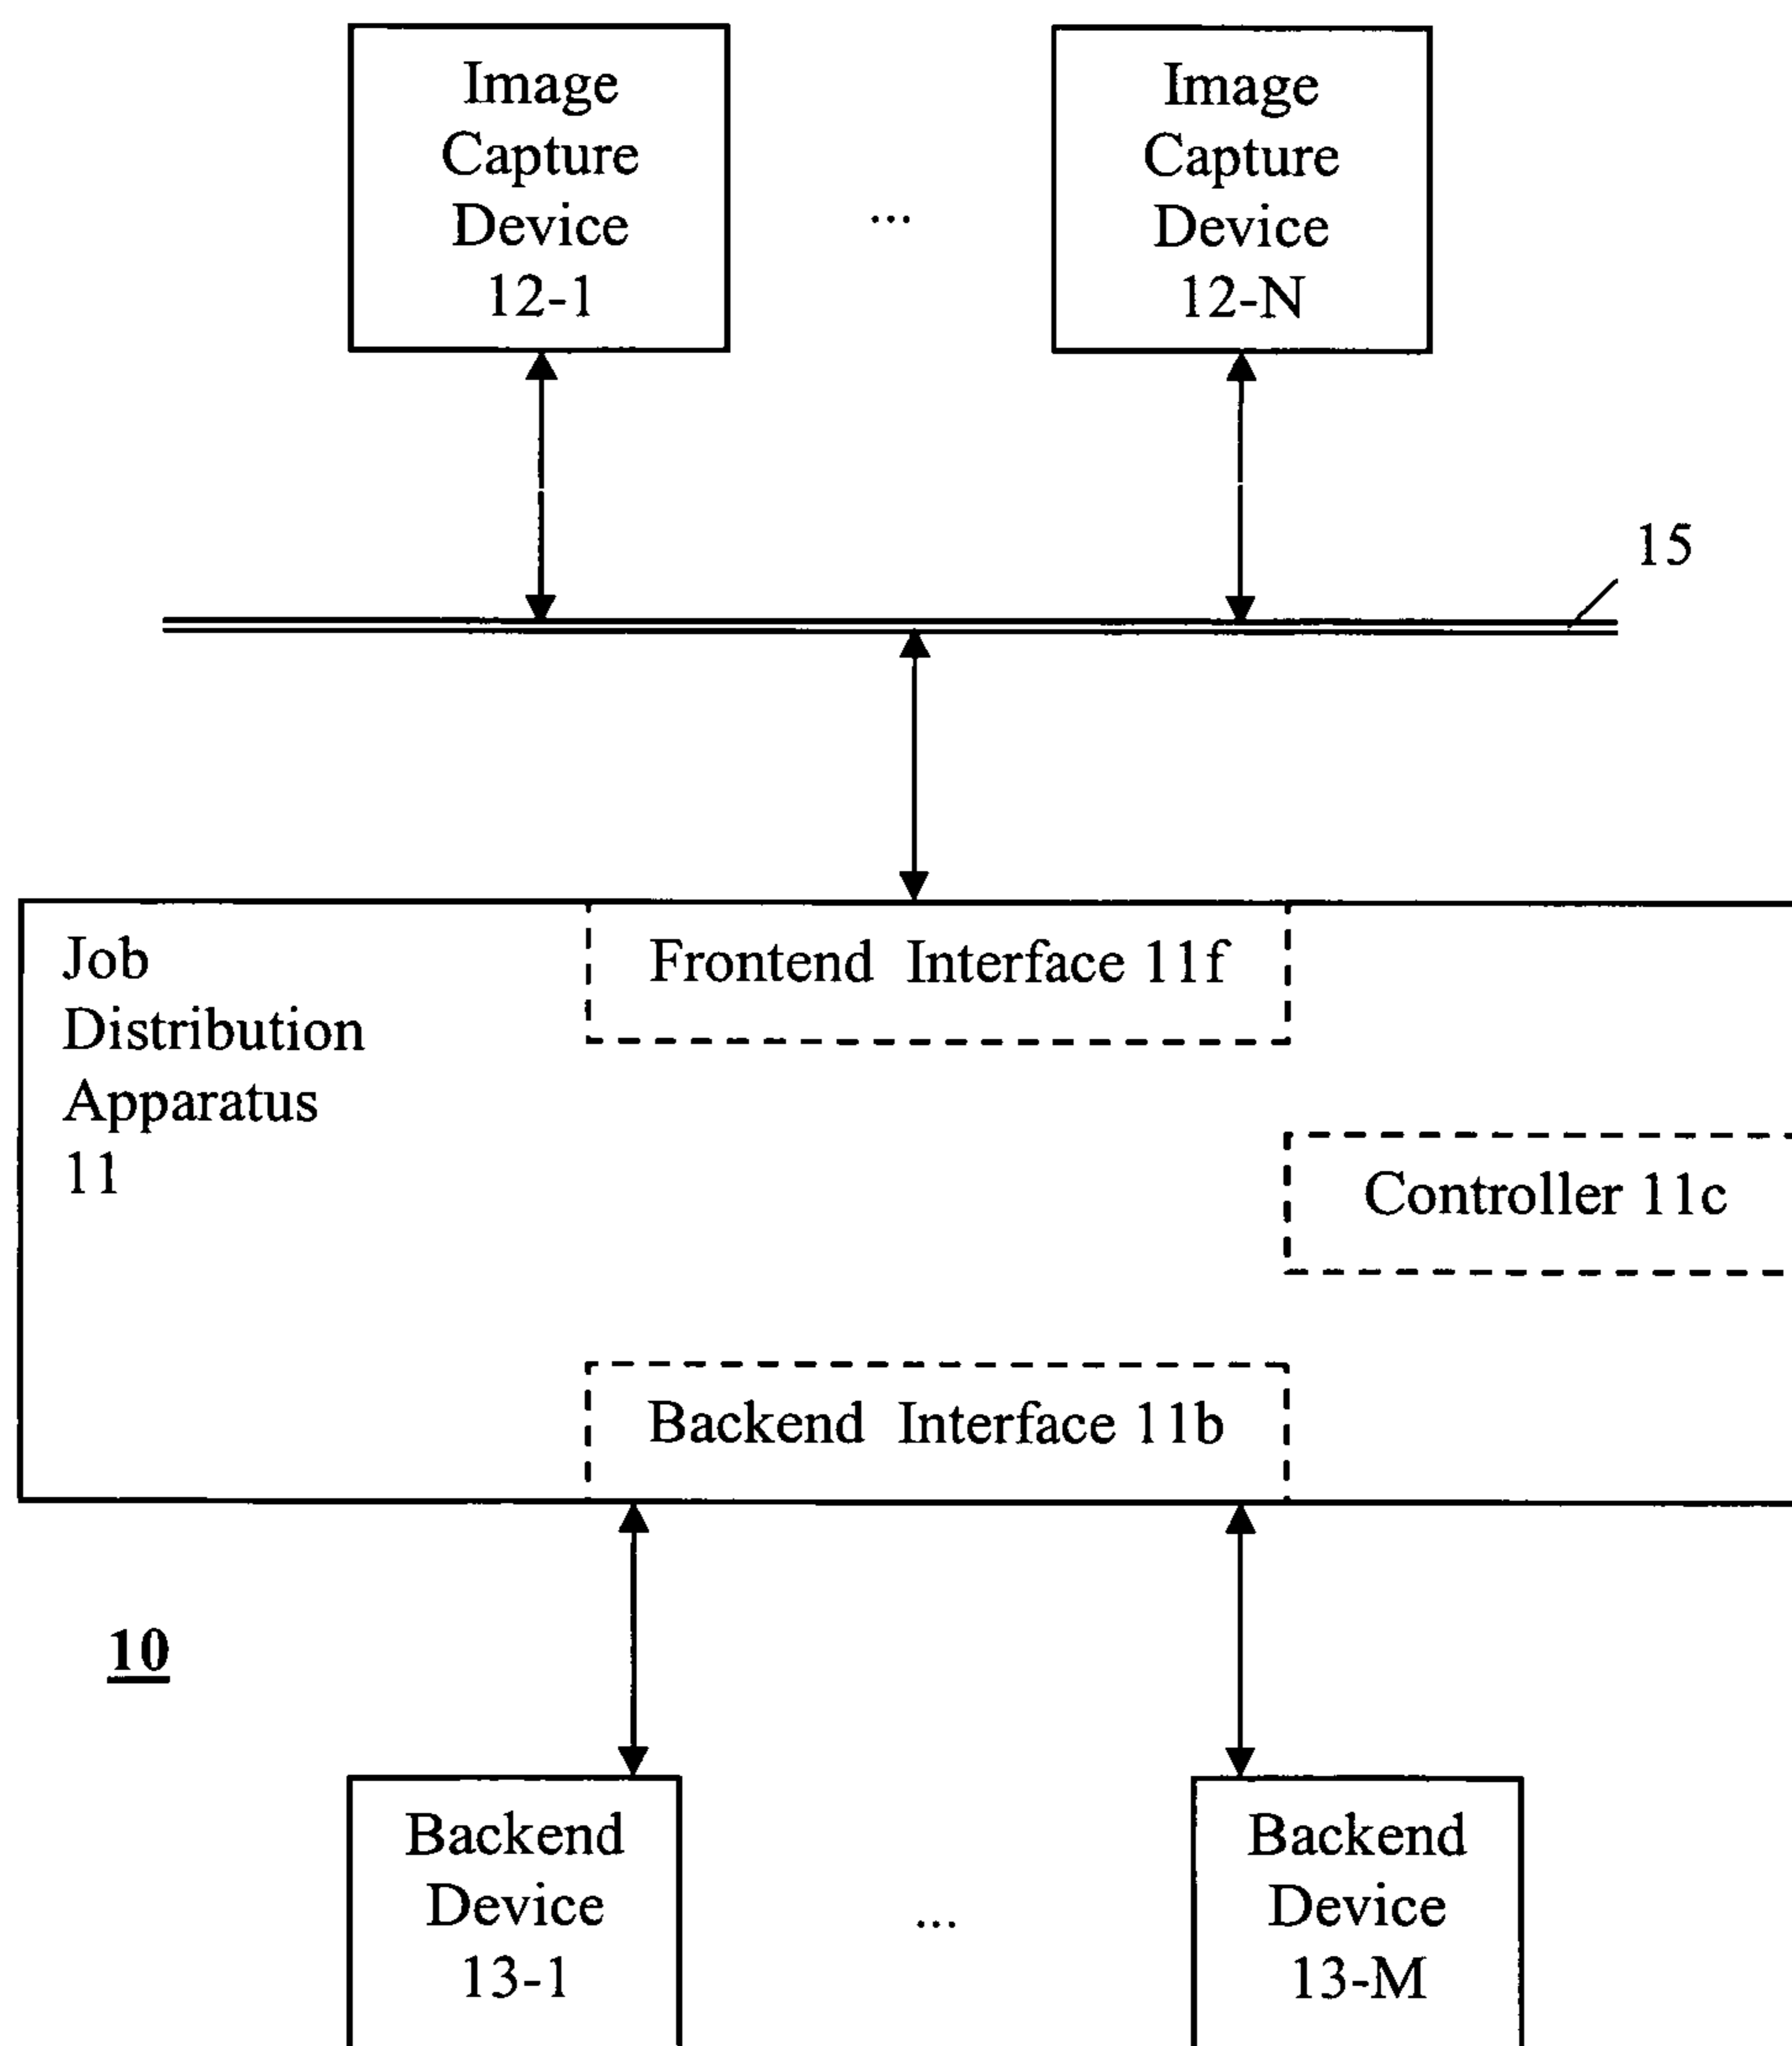 Image
Capture
Device
12-1
...
Image
Capture
Device
12-N
15
Job
Distribution
Apparatus
11
Frontend Interface 11f
Controller 11c
Backend Interface 11b
10
Backend
Device
13-1
...
Backend
Device
13-M